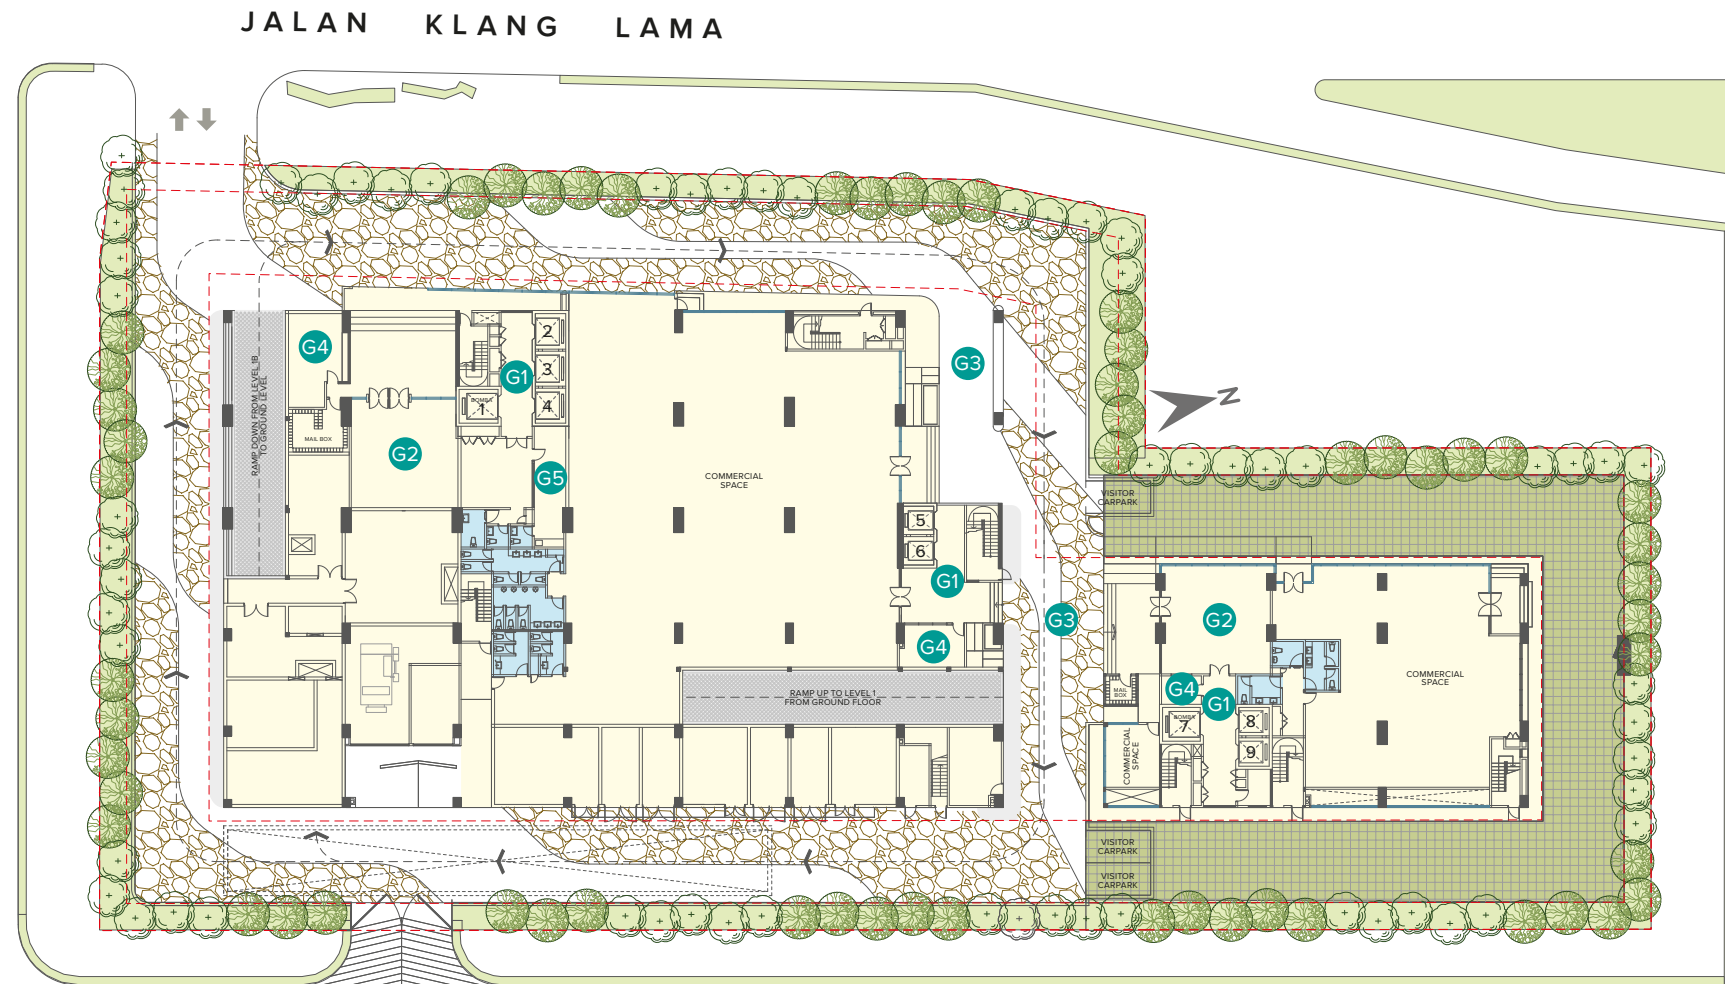 JALAN KLANG LAMA
G4
RAMP DOWN FROM LEVEL 1B
TO GROUND LEVEL
MAIL BOX
G2
G1
2
3
4
BOMBA
1
G5
COMMERCIAL
SPACE
G3
N
5
6
G1
G4
RAMP UP TO LEVEL 1
FROM GROUND FLOOR
VISITOR
CARPARK
G3
G2
G4
G1
MAIL
BOX
BOMBA
7
8
9
COMMERCIAL
SPACE
COMMERCIAL
SPACE
VISITOR
CARPARK
VISITOR
CARPARK